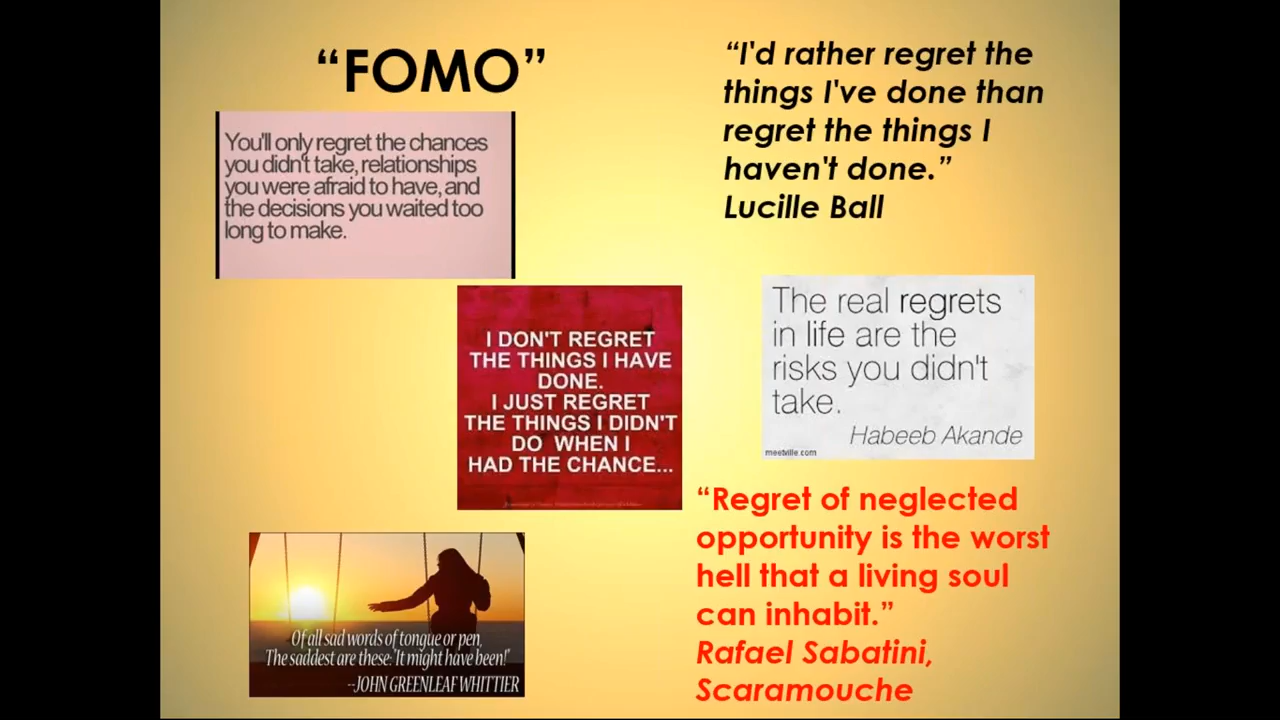 “FOMO”
You'll only regret the chances
you didn't take, relationships
you were afraid to have, and
the decisions you waited too
long to make.
“I'd rather regret the
things I've done than
regret the things I
haven't done.”
Lucille Ball
I DON'T REGRET
THE THINGS I HAVE
DONE.
I JUST REGRET
THE THINGS I DIDN'T
DO WHEN I
HAD THE CHANCE...
The real regrets
in life are the
risks you didn't
take.
Habeeb Akande
meetville.com
“Regret of neglected
opportunity is the worst
hell that a living soul
can inhabit.”
Rafael Sabatini,
Scaramouche
Of all sad words of tongue or pen,
The saddest are these: 'It might have been!'
--JOHN GREENLEAF WHITTIER